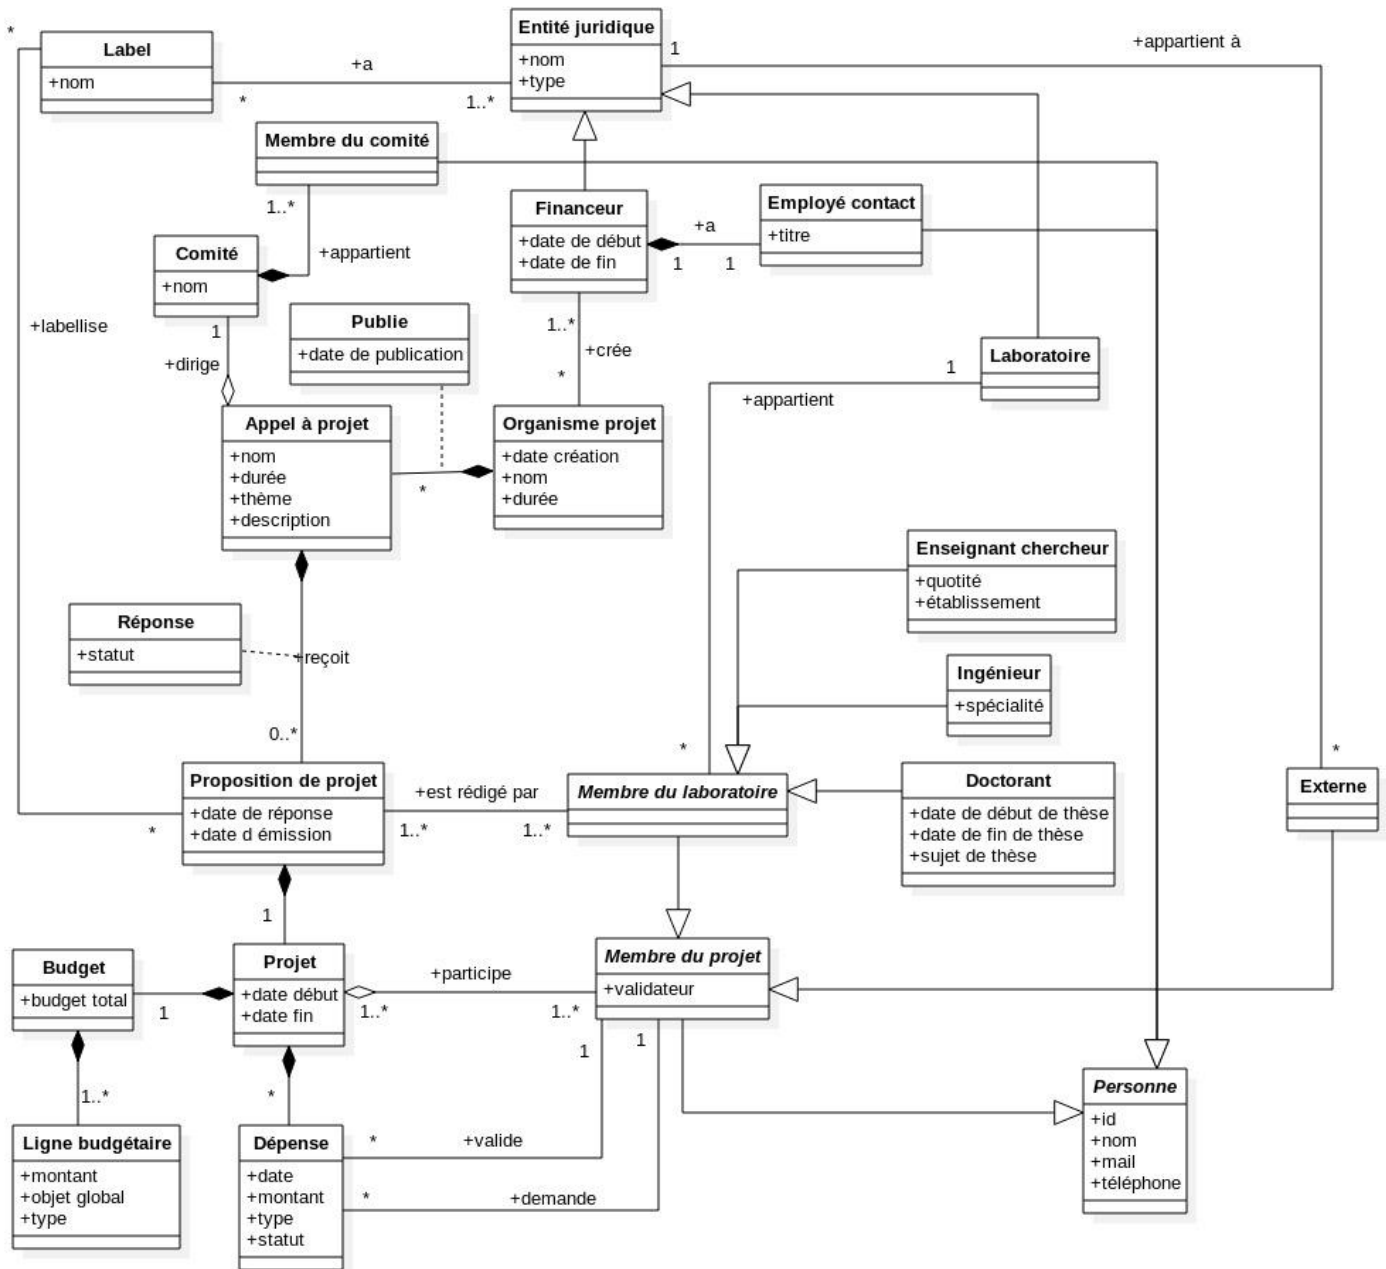 Entité juridique
+nom
+type
*
Label
+nom
+a
*
1..*
1
+appartient à
Membre du comité
1..*
+appartient
Financeur
+date de début
+date de fin
+a
1
1
Employé contact
+titre
Comité
+nom
1
+dirige
+labellise
Publie
+date de publication
1..*
+crée
*
Laboratoire
1
+appartient
Appel à projet
+nom
+durée
+thème
+description
*
Organisme projet
+date création
+nom
+durée
Enseignant chercheur
+quotité
+établissement
Réponse
+statut
+reçoit
0..*
Ingénieur
+spécialité
*
*
Proposition de projet
+date de réponse
+date d émission
*
+est rédigé par
1..*
1..*
Membre du laboratoire
Doctorant
+date de début de thèse
+date de fin de thèse
+sujet de thèse
Externe
1
Budget
+budget total
1
Projet
+date début
+date fin
+participe
1..*
1..*
Membre du projet
+validateur
1
1
1..*
*
Ligne budgétaire
+montant
+objet global
+type
Dépense
+date
+montant
+type
+statut
*
+valide
*
+demande
Personne
+id
+nom
+mail
+téléphone